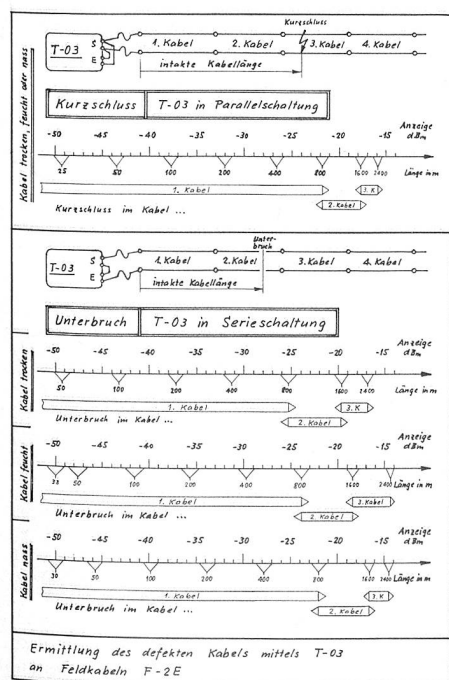 Kurzschluss
T-03 S E
1. Kabel 2. Kabel 3. Kabel 4. Kabel
intakte Kabellänge
Kabel trocken, feucht oder nass
Kurzschluss T-03 in Parallelschaltung
Anzeige
-50 -45 -40 -35 -30 -25 -20 -15 dBm
25 50 100 200 400 800 1600 2400 Länge in m
1. Kabel 3. K
2. Kabel
Kurzschluss im Kabel ...
Unter-
bruch
T-03 S E
1. Kabel 2. Kabel 3. Kabel 4. Kabel
intakte Kabellänge
Unterbruch T-03 in Serieschaltung
Kabel trocken
Anzeige
-50 -45 -40 -35 -30 -25 -20 -15 dBm
50 100 200 400 800 1600 2400 Länge in m
1. Kabel 3. K
2. Kabel
Unterbruch im Kabel ...
Kabel feucht
Anzeige
-50 -45 -40 -35 -30 -25 -20 -15 dBm
50 100 200 400 800 1600 2400 Länge in m
1. Kabel 3. Kabel
2. Kabel
Unterbruch im Kabel ...
Kabel nass
Anzeige
-50 -45 -40 -35 -30 -25 -20 -15 dBm
30 50 100 200 400 200 1600 2400 Länge in m
1. Kabel 3. K
2. Kabel
Unterbruch im Kabel ...
Ermittlung des defekten Kabels mittels T-03
an Feldkabeln F-2E